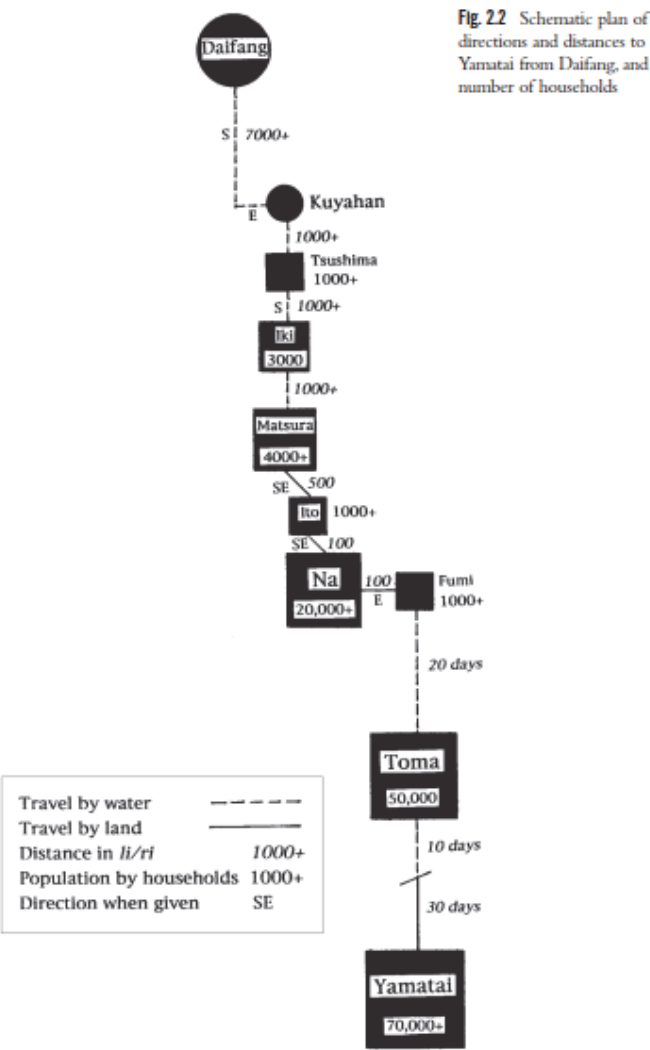 Fig. 2.2 Schematic plan of
directions and distances to
Yamatai from Daifang, and
number of households
Daifang
S 7000+
E
Kuyahan
1000+
Tsushima
1000+
S 1000+
Iki
3000
1000+
Matsura
4000+
SE 500
Ito 1000+
SE 100
Na
20,000+
100
E
Fumi
1000+
20 days
Toma
50,000
10 days
30 days
Yamatai
70,000+
Travel by water
Travel by land
Distance in li/ri 1000+
Population by households 1000+
Direction when given SE